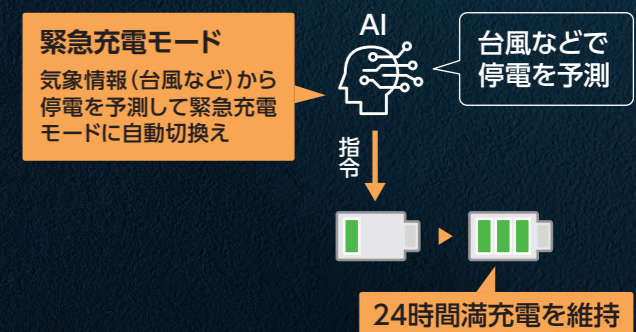 緊急充電モード
気象情報（台風など）から
停電を予測して緊急充電
モードに自動切換え
AI
台風などで
停電を予測
指令
24時間満充電を維持